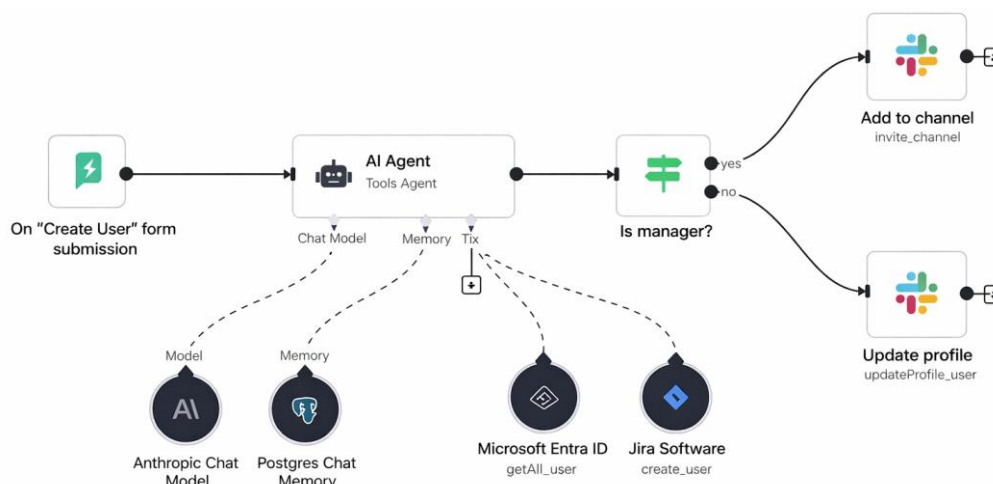 Add to channel
invite_channel
AI Agent
Tools Agent
yes
no
On "Create User" form
submission
Is manager?
Chat Model
Memory
Tix
Model
Memory
AI
Update profile
updateProfile_user
Microsoft Entra ID
getAll_user
Jira Software
create_user
Anthropic Chat
Model
Postgres Chat
Memory